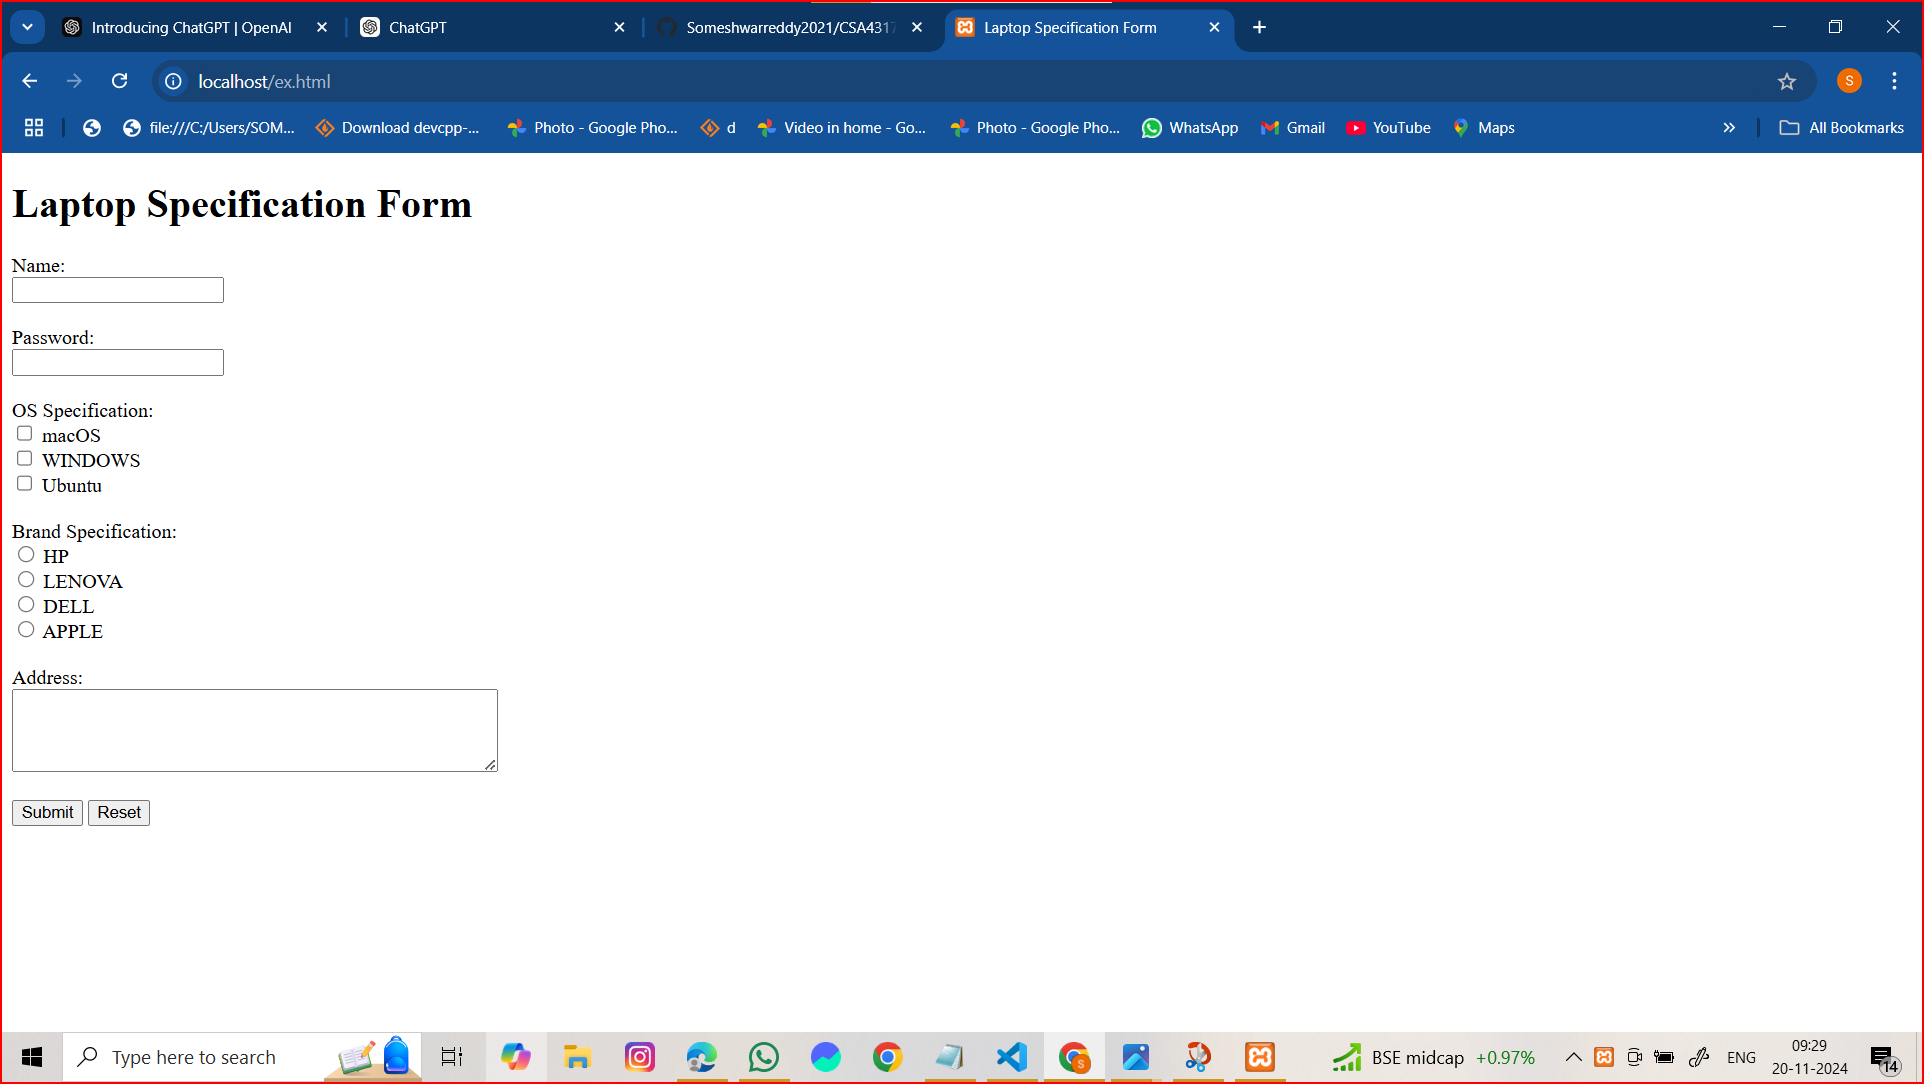 Introducing ChatGPT | OpenAI
ChatGPT
Someshwarreddy2021/CSA4317
Laptop Specification Form
localhost/ex.html
S
file:///C:/Users/SOM...
Download devcpp-...
Photo - Google Pho...
d
Video in home - Go...
Photo - Google Pho...
WhatsApp
Gmail
YouTube
Maps
All Bookmarks
Laptop Specification Form
Name:
Password:
OS Specification:
macOS
WINDOWS
Ubuntu
Brand Specification:
HP
LENOVA
DELL
APPLE
Address:
Submit Reset
Type here to search
S
BSE midcap +0.97%
ENG
09:29
20-11-2024
14